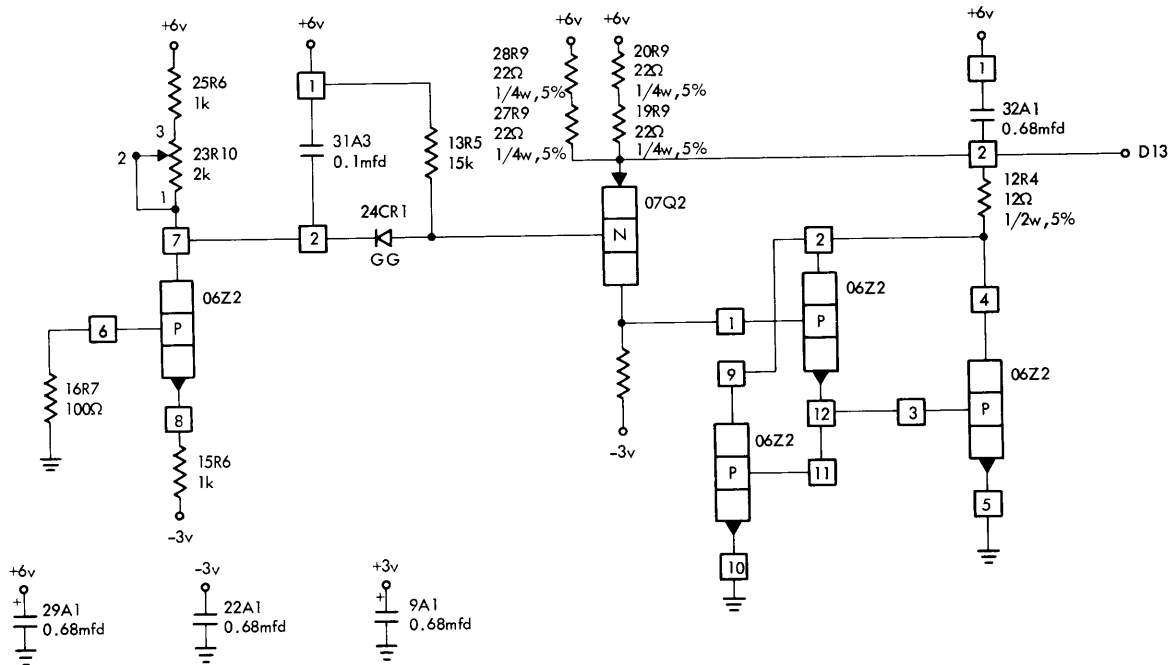 +6v
25R6
1k
3
2
23R10
2k
1
7
06Z2
P
6
16R7
100Ω
8
15R6
1k
-3v
+6v
1
31A3
0.1mfd
13R5
15k
2
24CR1
GG
+6v
+6v
28R9
22Ω
1/4w,5%
27R9
22Ω
1/4w,5%
20R9
22Ω
1/4w,5%
19R9
22Ω
1/4w,5%
07Q2
N
-3v
+6v
1
32A1
0.68mfd
2
D13
12R4
12Ω
1/2w,5%
2
06Z2
P
1
4
9
12
3
06Z2
P
06Z2
P
11
5
10
+6v
+
29A1
0.68mfd
-3v
22A1
0.68mfd
+3v
+
9A1
0.68mfd